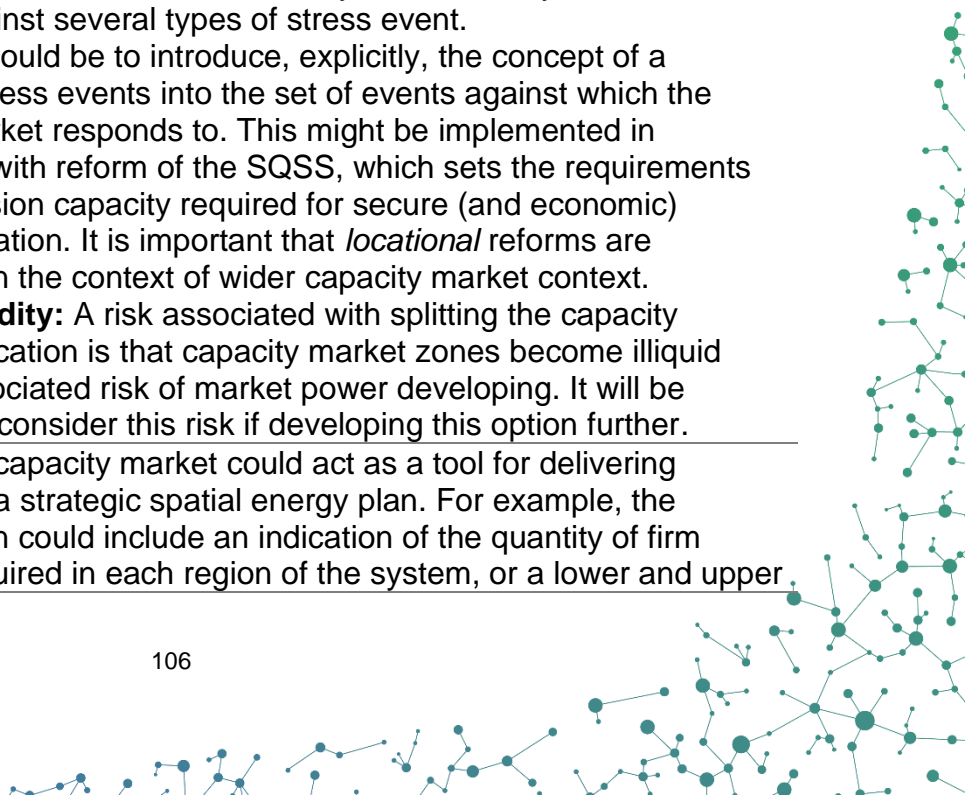 inst several types of stress event.
ould be to introduce, explicitly, the concept of a
ess events into the set of events against which the
rket responds to. This might be implemented in
with reform of the SQSS, which sets the requirements
sion capacity required for secure (and economic)
ation. It is important that locational reforms are
n the context of wider capacity market context.
dity: A risk associated with splitting the capacity
cation is that capacity market zones become illiquid
ociated risk of market power developing. It will be
consider this risk if developing this option further.
capacity market could act as a tool for delivering
a strategic spatial energy plan. For example, the
n could include an indication of the quantity of firm
uired in each region of the system, or a lower and upper
106